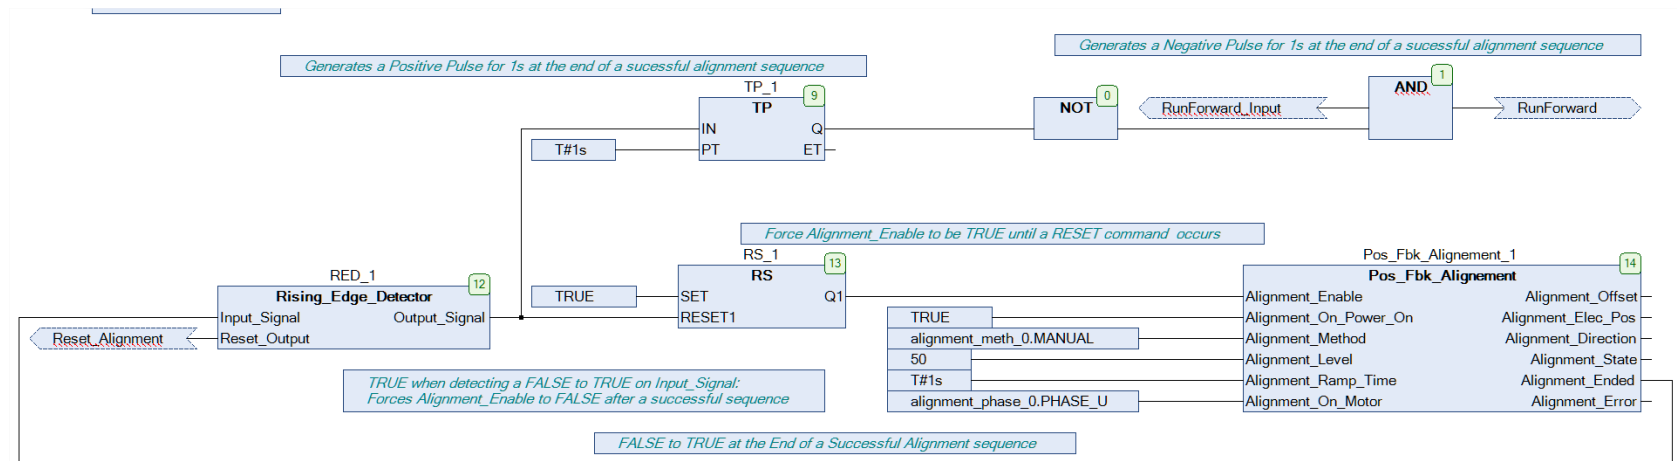 Generates a Negative Pulse for 1s at the end of a sucessful alignment sequence
Generates a Positive Pulse for 1s at the end of a sucessful alignment sequence
TP_1
9
TP
IN
Q
T#1s
PT
ET
0
NOT
1
AND
RunForward_Input
RunForward
Force Alignment_Enable to be TRUE until a RESET command occurs
RED_1
12
Rising_Edge_Detector
Input_Signal
Output_Signal
Reset_Alignment
Reset_Output
RS_1
13
RS
TRUE
SET
Q1
RESET1
Pos_Fbk_Alignement_1
14
Pos_Fbk_Alignement
Alignment_Enable
Alignment_Offset
TRUE
Alignment_On_Power_On
Alignment_Elec_Pos
alignment_meth_0.MANUAL
Alignment_Method
Alignment_Direction
50
Alignment_Level
Alignment_State
T#1s
Alignment_Ramp_Time
Alignment_Ended
alignment_phase_0.PHASE_U
Alignment_On_Motor
Alignment_Error
TRUE when detecting a FALSE to TRUE on Input_Signal:
Forces Alignment_Enable to FALSE after a successful sequence
FALSE to TRUE at the End of a Successful Alignment sequence